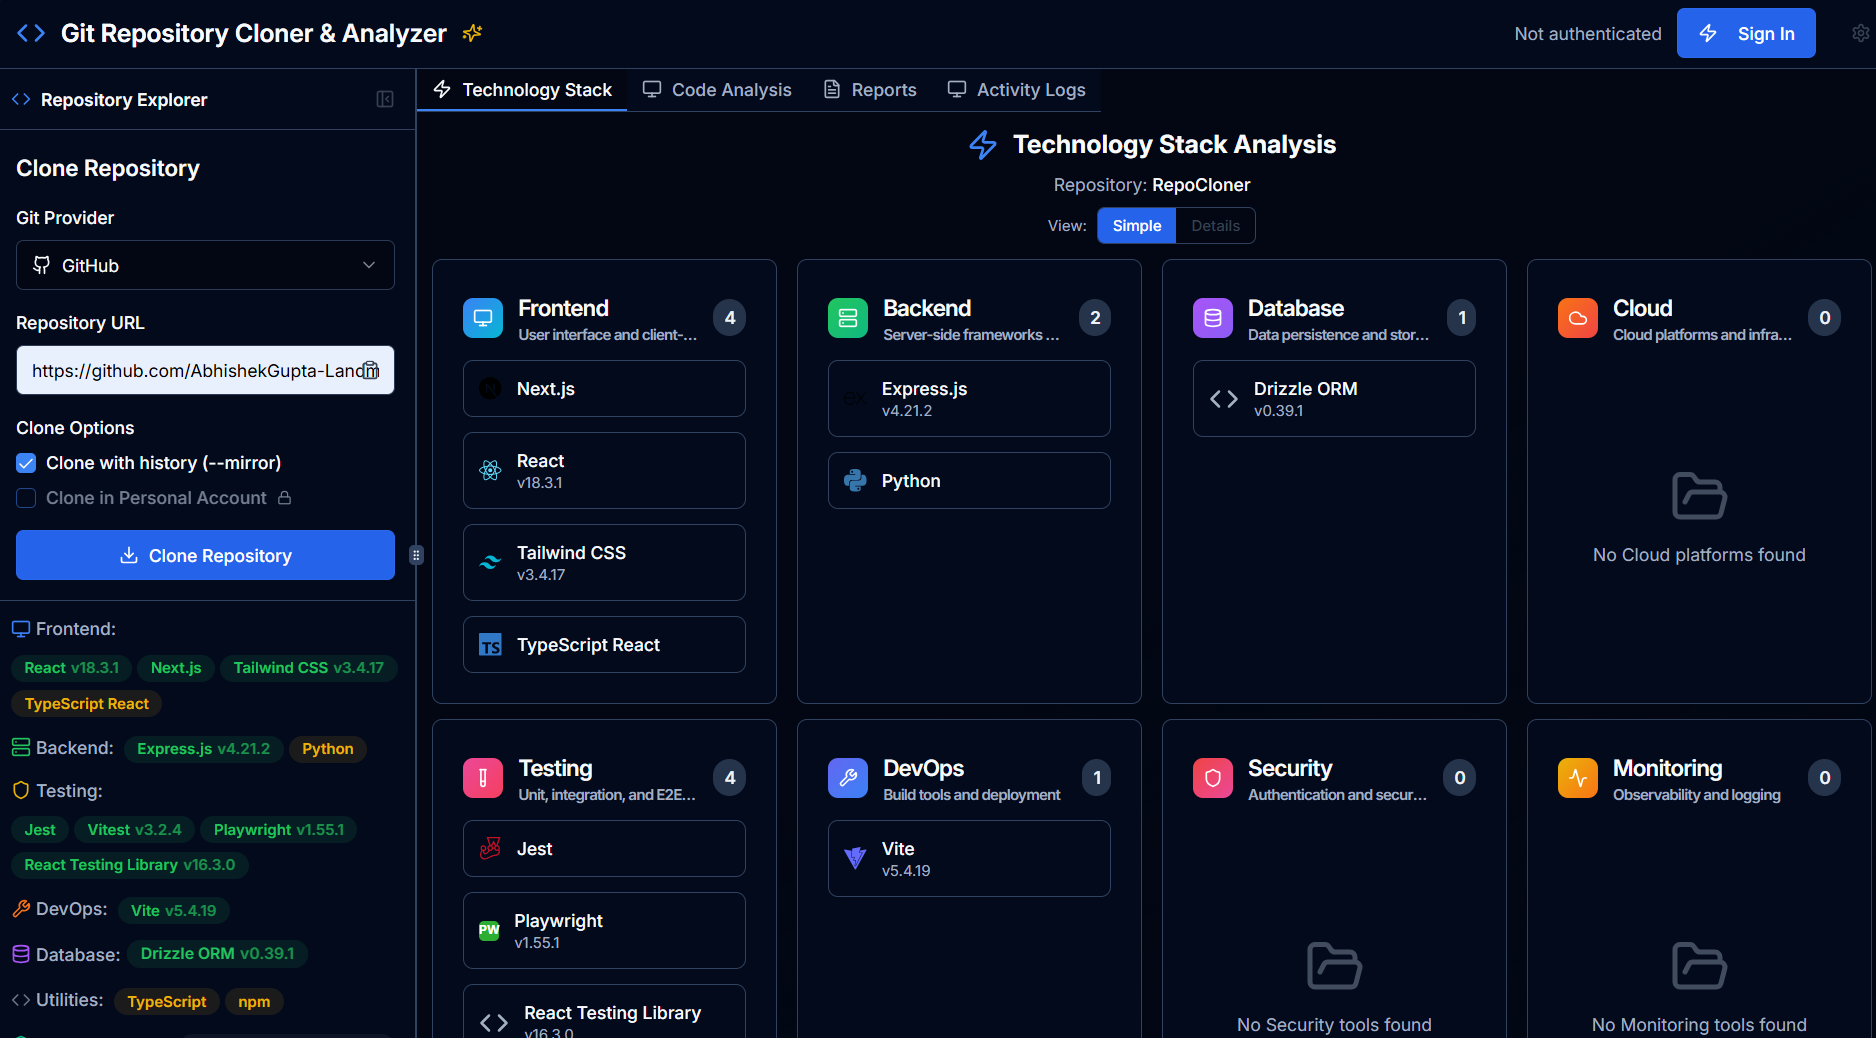 Git Repository Cloner & Analyzer
Not authenticated
Sign In
Repository Explorer
Technology Stack
Code Analysis
Reports
Activity Logs
Clone Repository
Git Provider
GitHub
Repository URL
https://github.com/AbhishekGupta-Landm
Clone Options
Clone with history (--mirror)
Clone in Personal Account
Clone Repository
Frontend:
React v18.3.1
Next.js
Tailwind CSS v3.4.17
TypeScript React
Backend:
Express.js v4.21.2
Python
Testing:
Jest
Vitest v3.2.4
Playwright v1.55.1
React Testing Library v16.3.0
DevOps:
Vite v5.4.19
Database:
Drizzle ORM v0.39.1
Utilities:
TypeScript
npm
Technology Stack Analysis
Repository: RepoCloner
View:
Simple
Details
Frontend
User interface and client-...
4
Next.js
React
v18.3.1
Tailwind CSS
v3.4.17
TS
TypeScript React
Backend
Server-side frameworks ...
2
ex
Express.js
v4.21.2
Python
Database
Data persistence and stor...
1
Drizzle ORM
v0.39.1
Cloud
Cloud platforms and infra...
0
No Cloud platforms found
Testing
Unit, integration, and E2E...
4
Jest
PW
Playwright
v1.55.1
React Testing Library
v16.3.0
DevOps
Build tools and deployment
1
Vite
v5.4.19
Security
Authentication and secur...
0
No Security tools found
Monitoring
Observability and logging
0
No Monitoring tools found